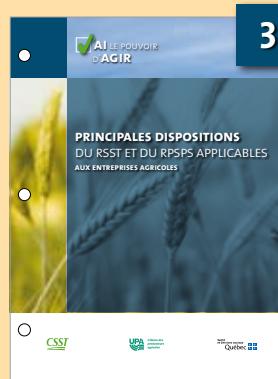 3
J'AI LE POUVOIR
D'AGIR
PRINCIPALES DISPOSITIONS
DU RSST ET DU RPSPS APPLICABLES
AUX ENTREPRISES AGRICOLES
CSST
UPA
Québec